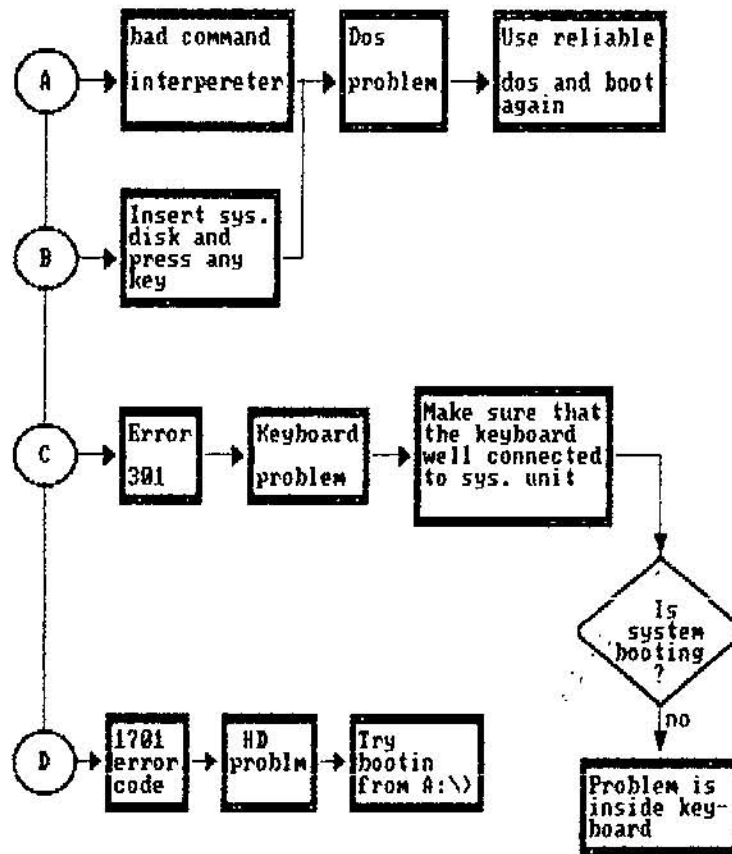 A
bad command
interpereter
Dos
problem
Use reliable
dos and boot
again
B
Insert sys.
disk and
press any
key
C
Error
301
Keyboard
problem
Make sure that
the keyboard
well connected
to sys. unit
Is
system
booting
?
no
Problem is
inside key-
board
D
1701
error
code
HD
problm
Try
bootin
from A:\>